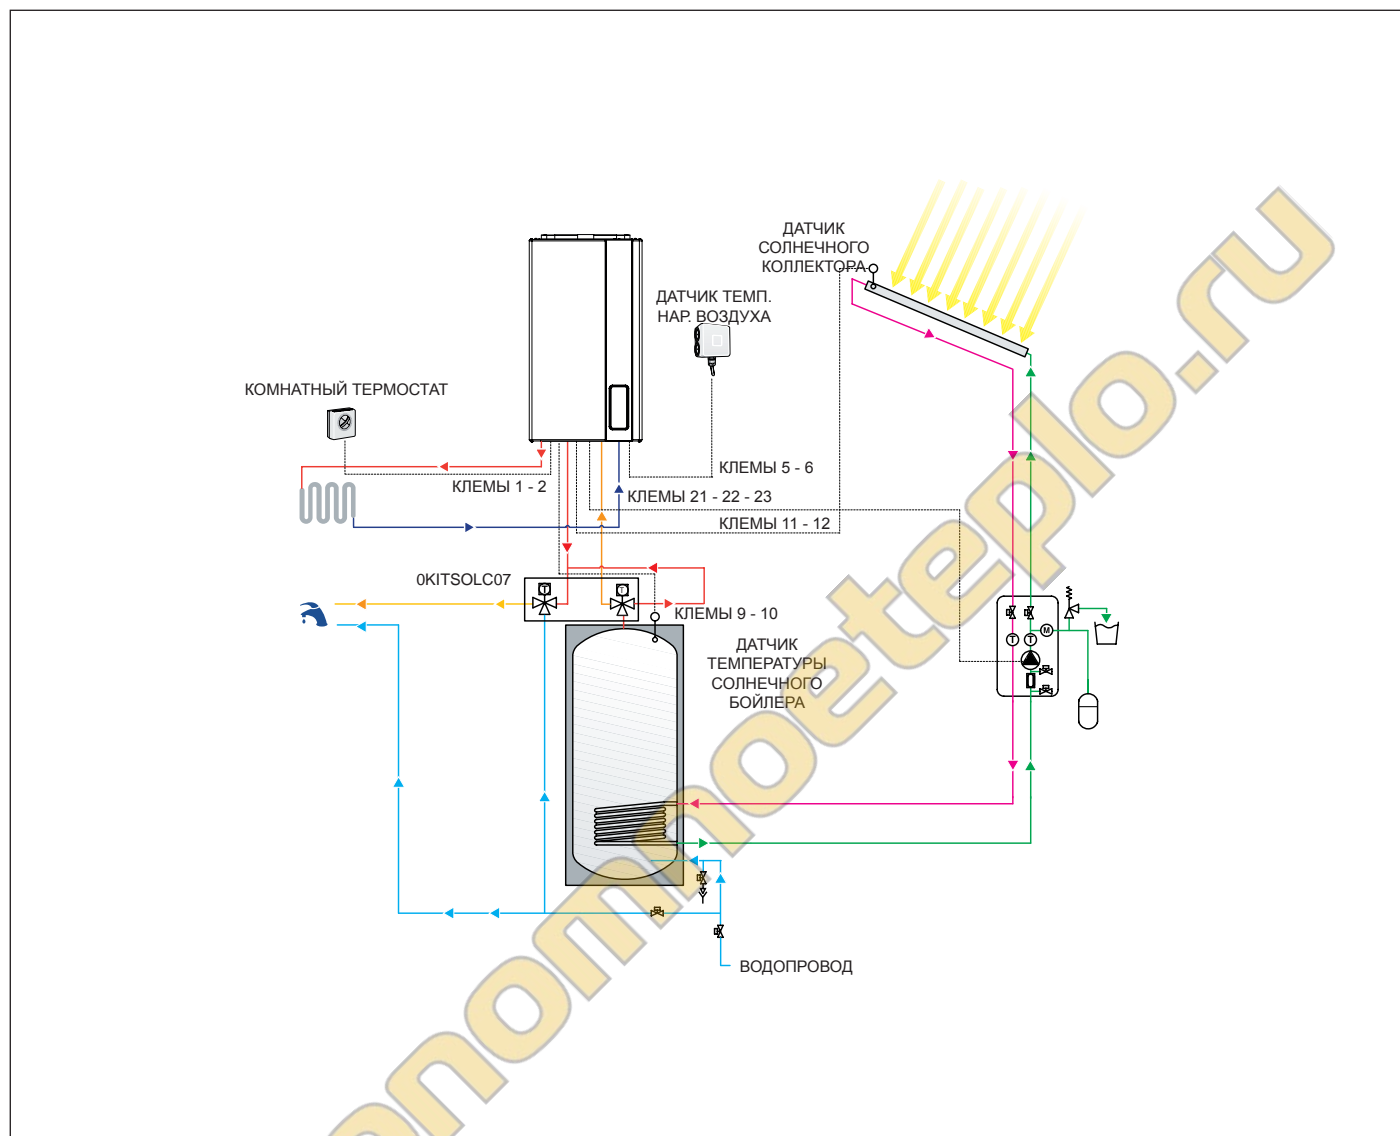 ДАТЧИК
СОЛНЕЧНОГО
КОЛЛЕКТОРА
ДАТЧИК ТЕМП.
НАР. ВОЗДУХА
КОМНАТНЫЙ ТЕРМОСТАТ
КЛЕМЫ 5 - 6
КЛЕМЫ 1 - 2
КЛЕМЫ 21 - 22 - 23
КЛЕМЫ 11 - 12
0KITSOLC07
T
T
КЛЕМЫ 9 - 10
ДАТЧИК
ТЕМПЕРАТУРЫ
СОЛНЕЧНОГО
БОЙЛЕРА
M
T
T
ВОДОПРОВОД
onomnoeteplo.ru